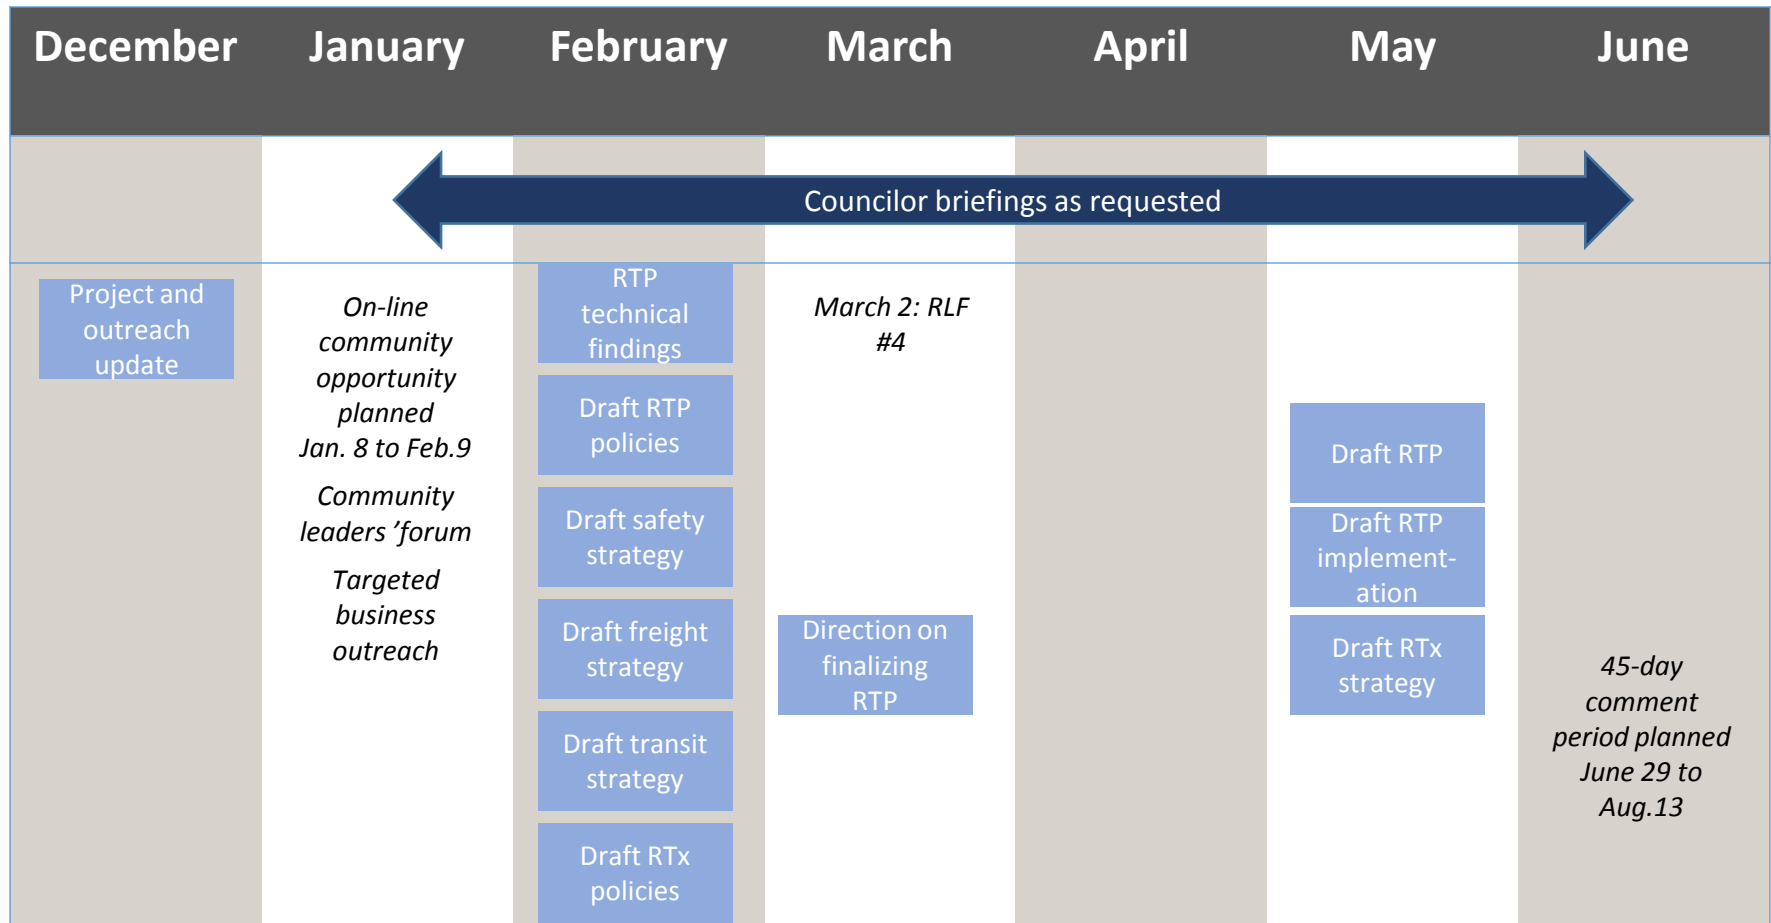 December January February March April May June
Councilor briefings as requested
Project and
outreach
update
On-line
community
opportunity
planned
Jan. 8 to Feb.9
Community
leaders ’forum
Targeted
business
outreach
RTP
technical
findings
Draft RTP
policies
Draft safety
strategy
Draft freight
strategy
Draft transit
strategy
Draft RTx
policies
March 2: RLF
#4
Direction on
finalizing
RTP
Draft RTP
Draft RTP
implement-
ation
Draft RTx
strategy
45-day
comment
period planned
June 29 to
Aug.13